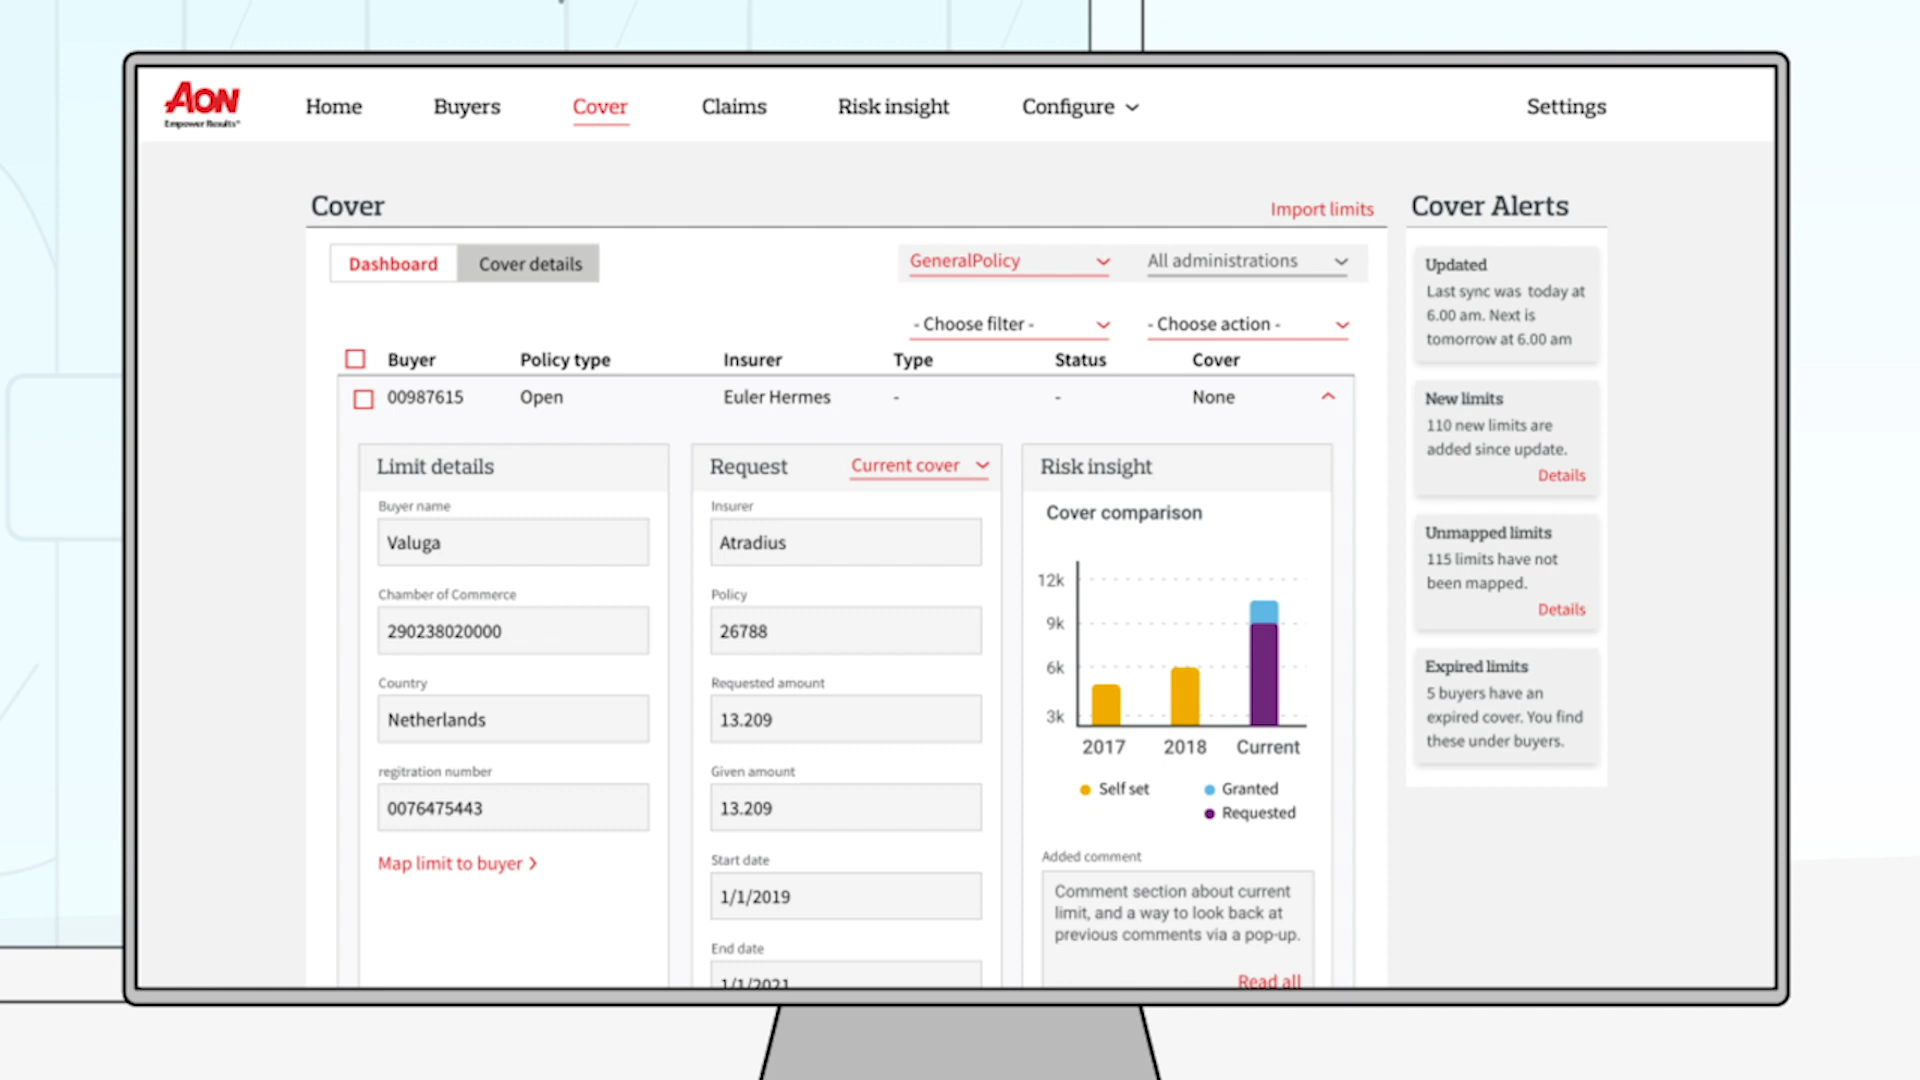 AON
Empower Results™
Home
Buyers
Cover
Claims
Risk insight
Configure
Settings
Cover
Import limits
Cover Alerts
Dashboard
Cover details
GeneralPolicy
All administrations
- Choose filter -
- Choose action -
Buyer
Policy type
Insurer
Type
Status
Cover
00987615
Open
Euler Hermes
-
-
None
Limit details
Buyer name
Valuga
Chamber of Commerce
290238020000
Country
Netherlands
regitration number
0076475443
Map limit to buyer
Request
Current cover
Insurer
Atradius
Policy
26788
Requested amount
13.209
Given amount
13.209
Start date
1/1/2019
End date
1/1/2021
Risk insight
Cover comparison
12k
9k
6k
3k
2017
2018
Current
Self set
Granted
Requested
Added comment
Comment section about current
limit, and a way to look back at
previous comments via a pop-up.
Read all
Updated
Last sync was today at
6.00 am. Next is
tomorrow at 6.00 am
New limits
110 new limits are
added since update.
Details
Unmapped limits
115 limits have not
been mapped.
Details
Expired limits
5 buyers have an
expired cover. You find
these under buyers.